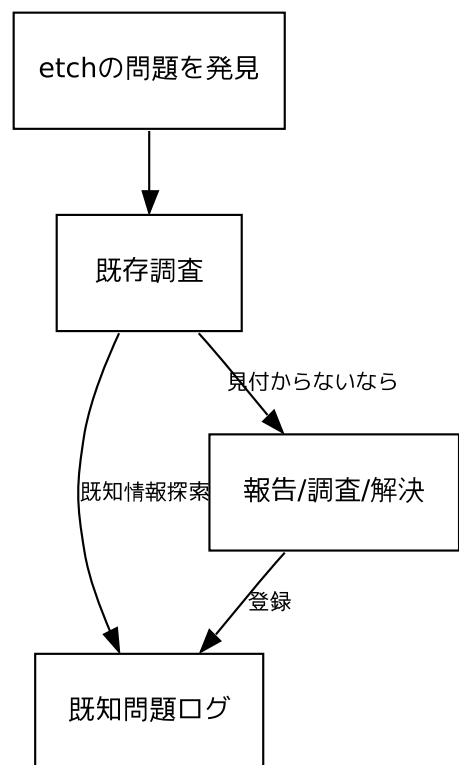 etchの問題を発見
既存調査
見付からないなら
既知情報探索
報告/調査/解決
登録
既知問題ログ